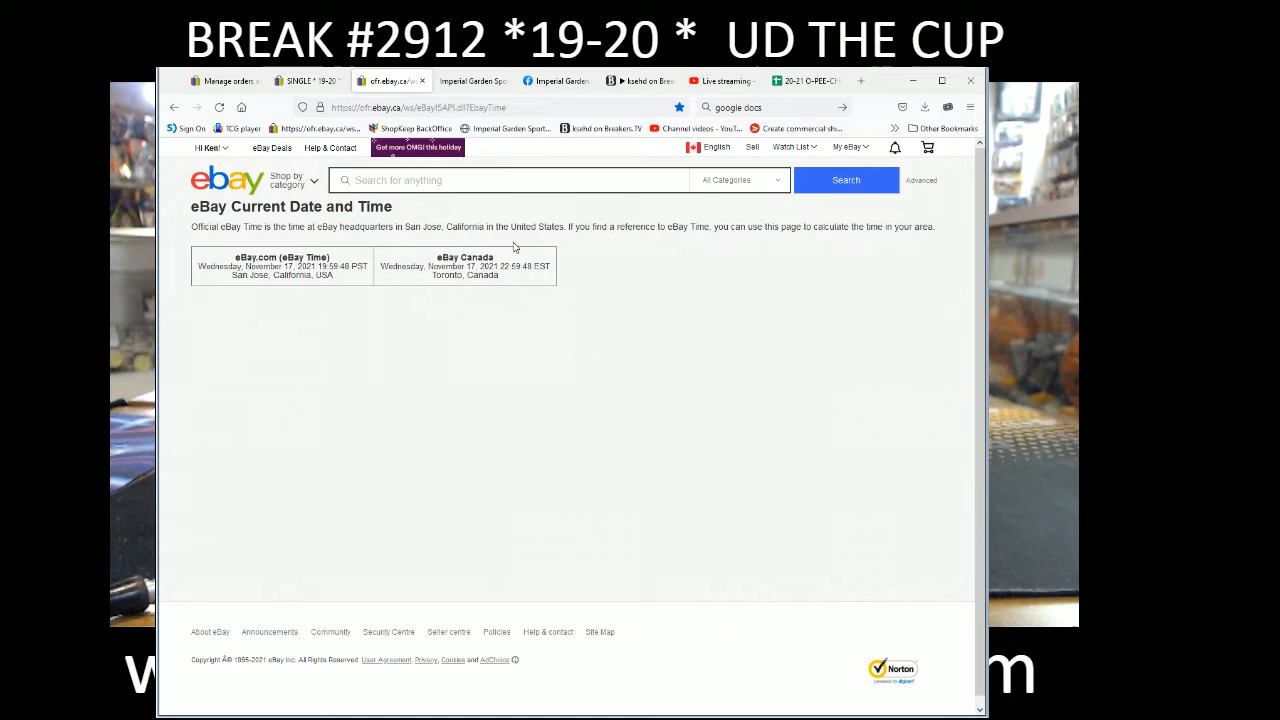 BREAK #2912 *19-20 * UD THE CUP
Manage orders a SINGLE * 19-20 * ofr.ebay.ca/ws Imperial Garden Spo Imperial Garden ksehd on Brea Live streaming - 20-21 O-PEE-CH
https://ofr.ebay.ca/ws/eBayISAPI.dll?EbayTime google docs
Sign On TCG player https://ofr.ebay.ca/ws... ShopKeep BackOffice Imperial Garden Sport... ksehd on Breakers.TV Channel videos - YouT... Create commercial shi... Other Bookmarks
Hi Ken! eBay Deals Help & Contact Get more OMG! this holiday English Sell Watch List My eBay
ebay Shop by category Search for anything All Categories Search Advanced
eBay Current Date and Time
Official eBay Time is the time at eBay headquarters in San Jose, California in the United States. If you find a reference to eBay Time, you can use this page to calculate the time in your area.
eBay.com (eBay Time) eBay Canada
Wednesday, November 17, 2021 19:59:48 PST Wednesday, November 17, 2021 22:59:48 EST
San Jose, California, USA Toronto, Canada
About eBay Announcements Community Security Centre Seller centre Policies Help & contact Site Map
Copyright Â© 1995-2021 eBay Inc. All Rights Reserved. User Agreement, Privacy, Cookies and AdChoice
Norton
powered by digicert